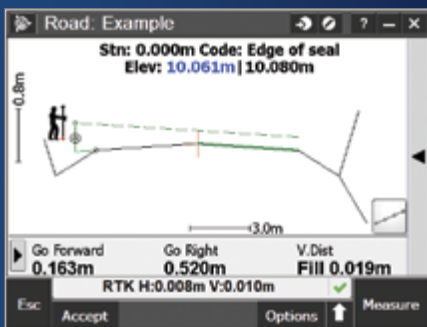 Road: Example
?
Stn: 0.000m Code: Edge of seal
Elev: 10.061m|10.080m
0.8m
3.0m
Go Forward Go Right V.Dist
0.163m 0.520m Fill 0.019m
RTK H:0.008m V:0.010m
Esc Accept Options Measure